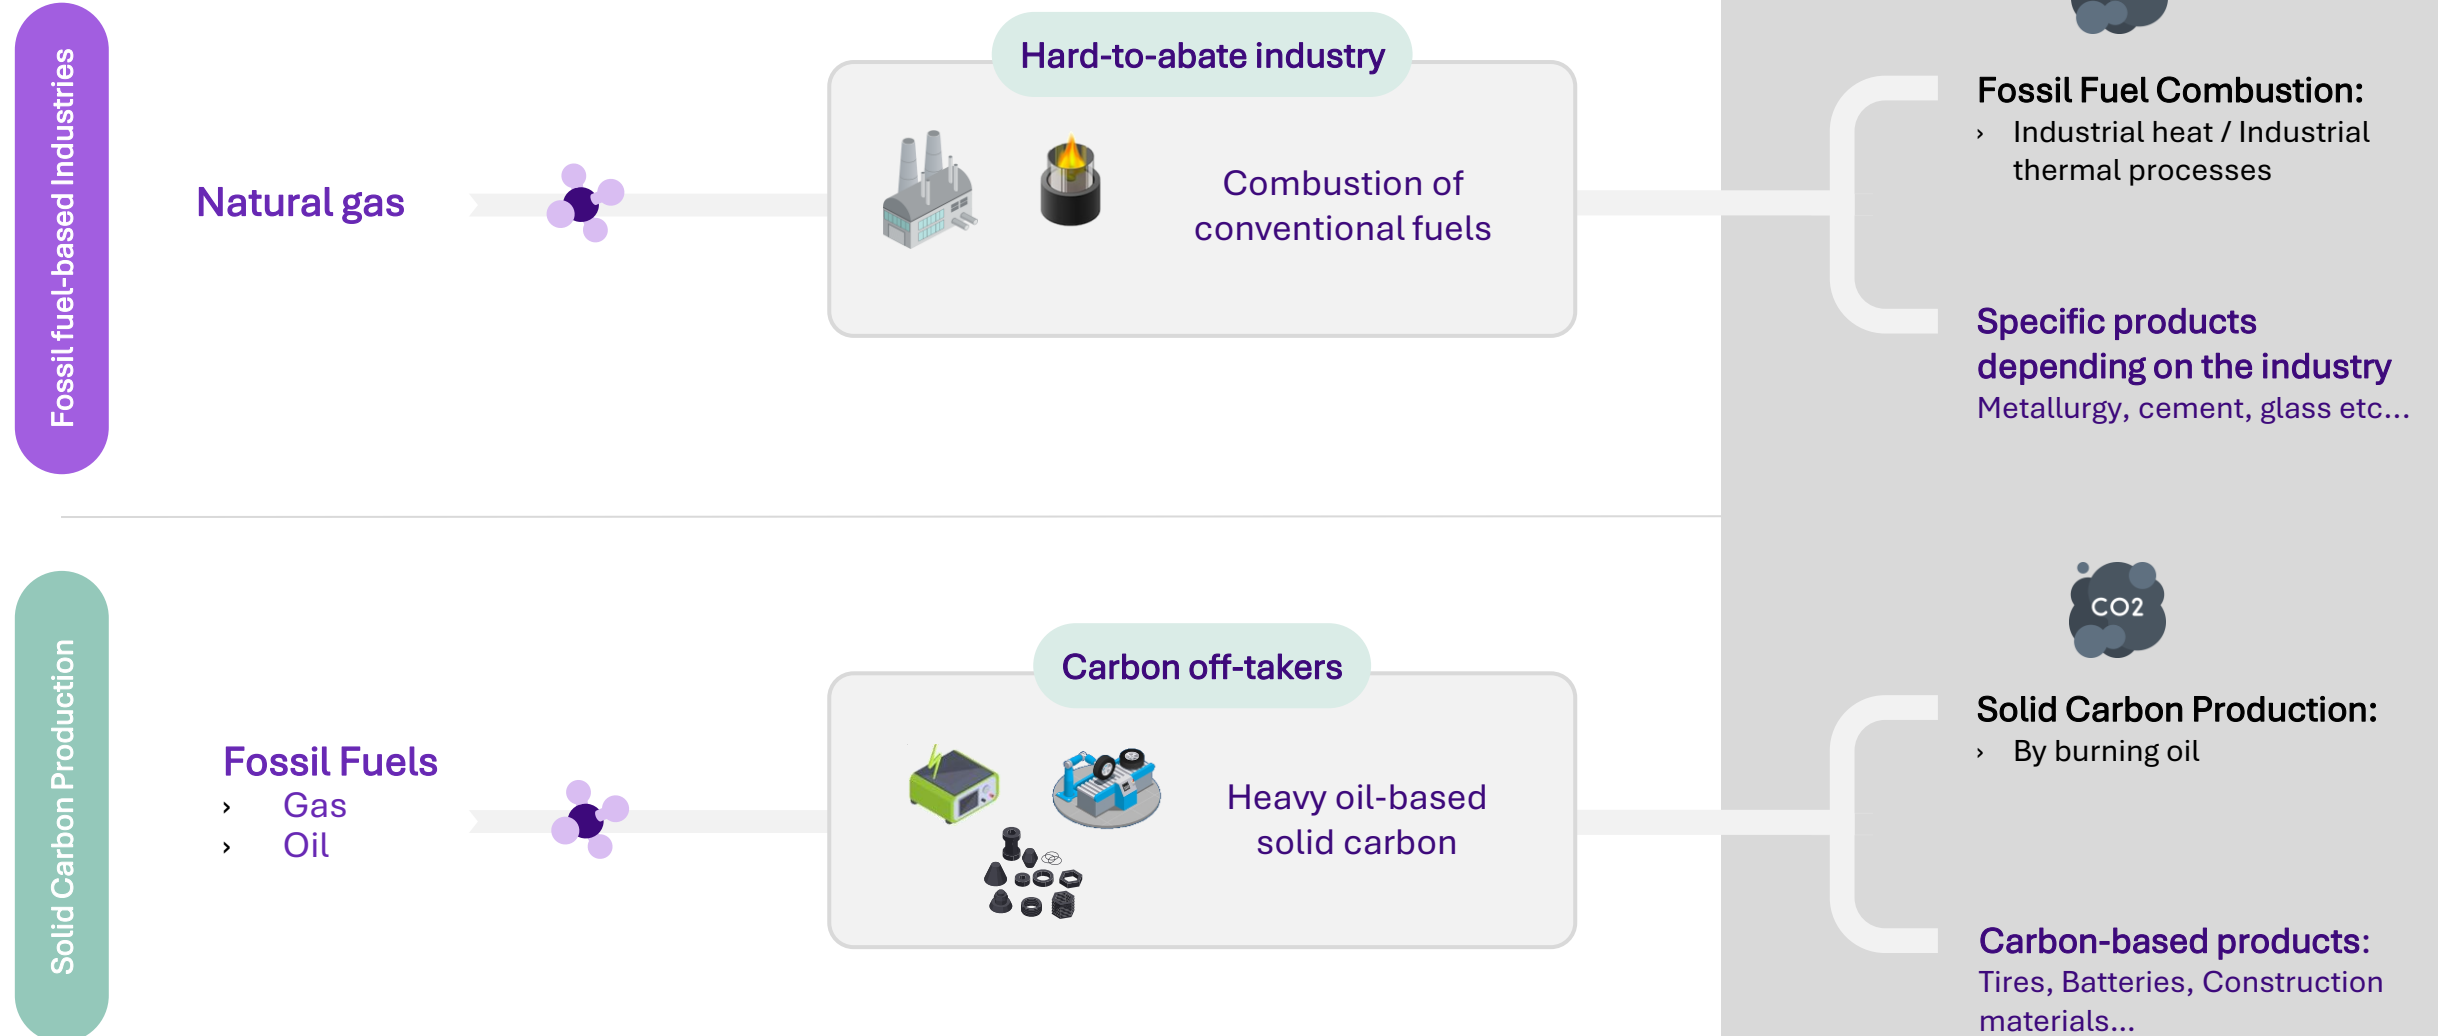 Fossil fuel-based Industries
Natural gas
Hard-to-abate industry
Combustion of
conventional fuels
Fossil Fuel Combustion:
› Industrial heat / Industrial
thermal processes
Specific products
depending on the industry
Metallurgy, cement, glass etc...
Solid Carbon Production
Fossil Fuels
› Gas
› Oil
Carbon off-takers
Heavy oil-based
solid carbon
CO2
Solid Carbon Production:
› By burning oil
Carbon-based products:
Tires, Batteries, Construction
materials...